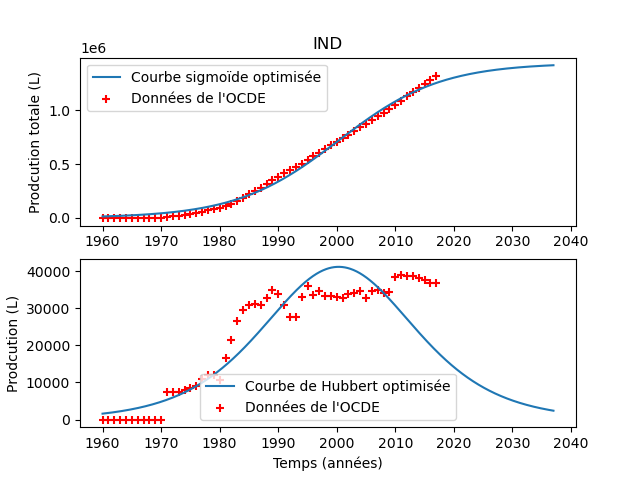 IND
1e6
Prodcution totale (L)
1.0
0.5
0.0
Courbe sigmoïde optimisée
Données de l'OCDE
1960 1970 1980 1990 2000 2010 2020 2030 2040
Prodcution (L)
40000
30000
20000
10000
0
Courbe de Hubbert optimisée
Données de l'OCDE
1960 1970 1980 1990 2000 2010 2020 2030 2040
Temps (années)